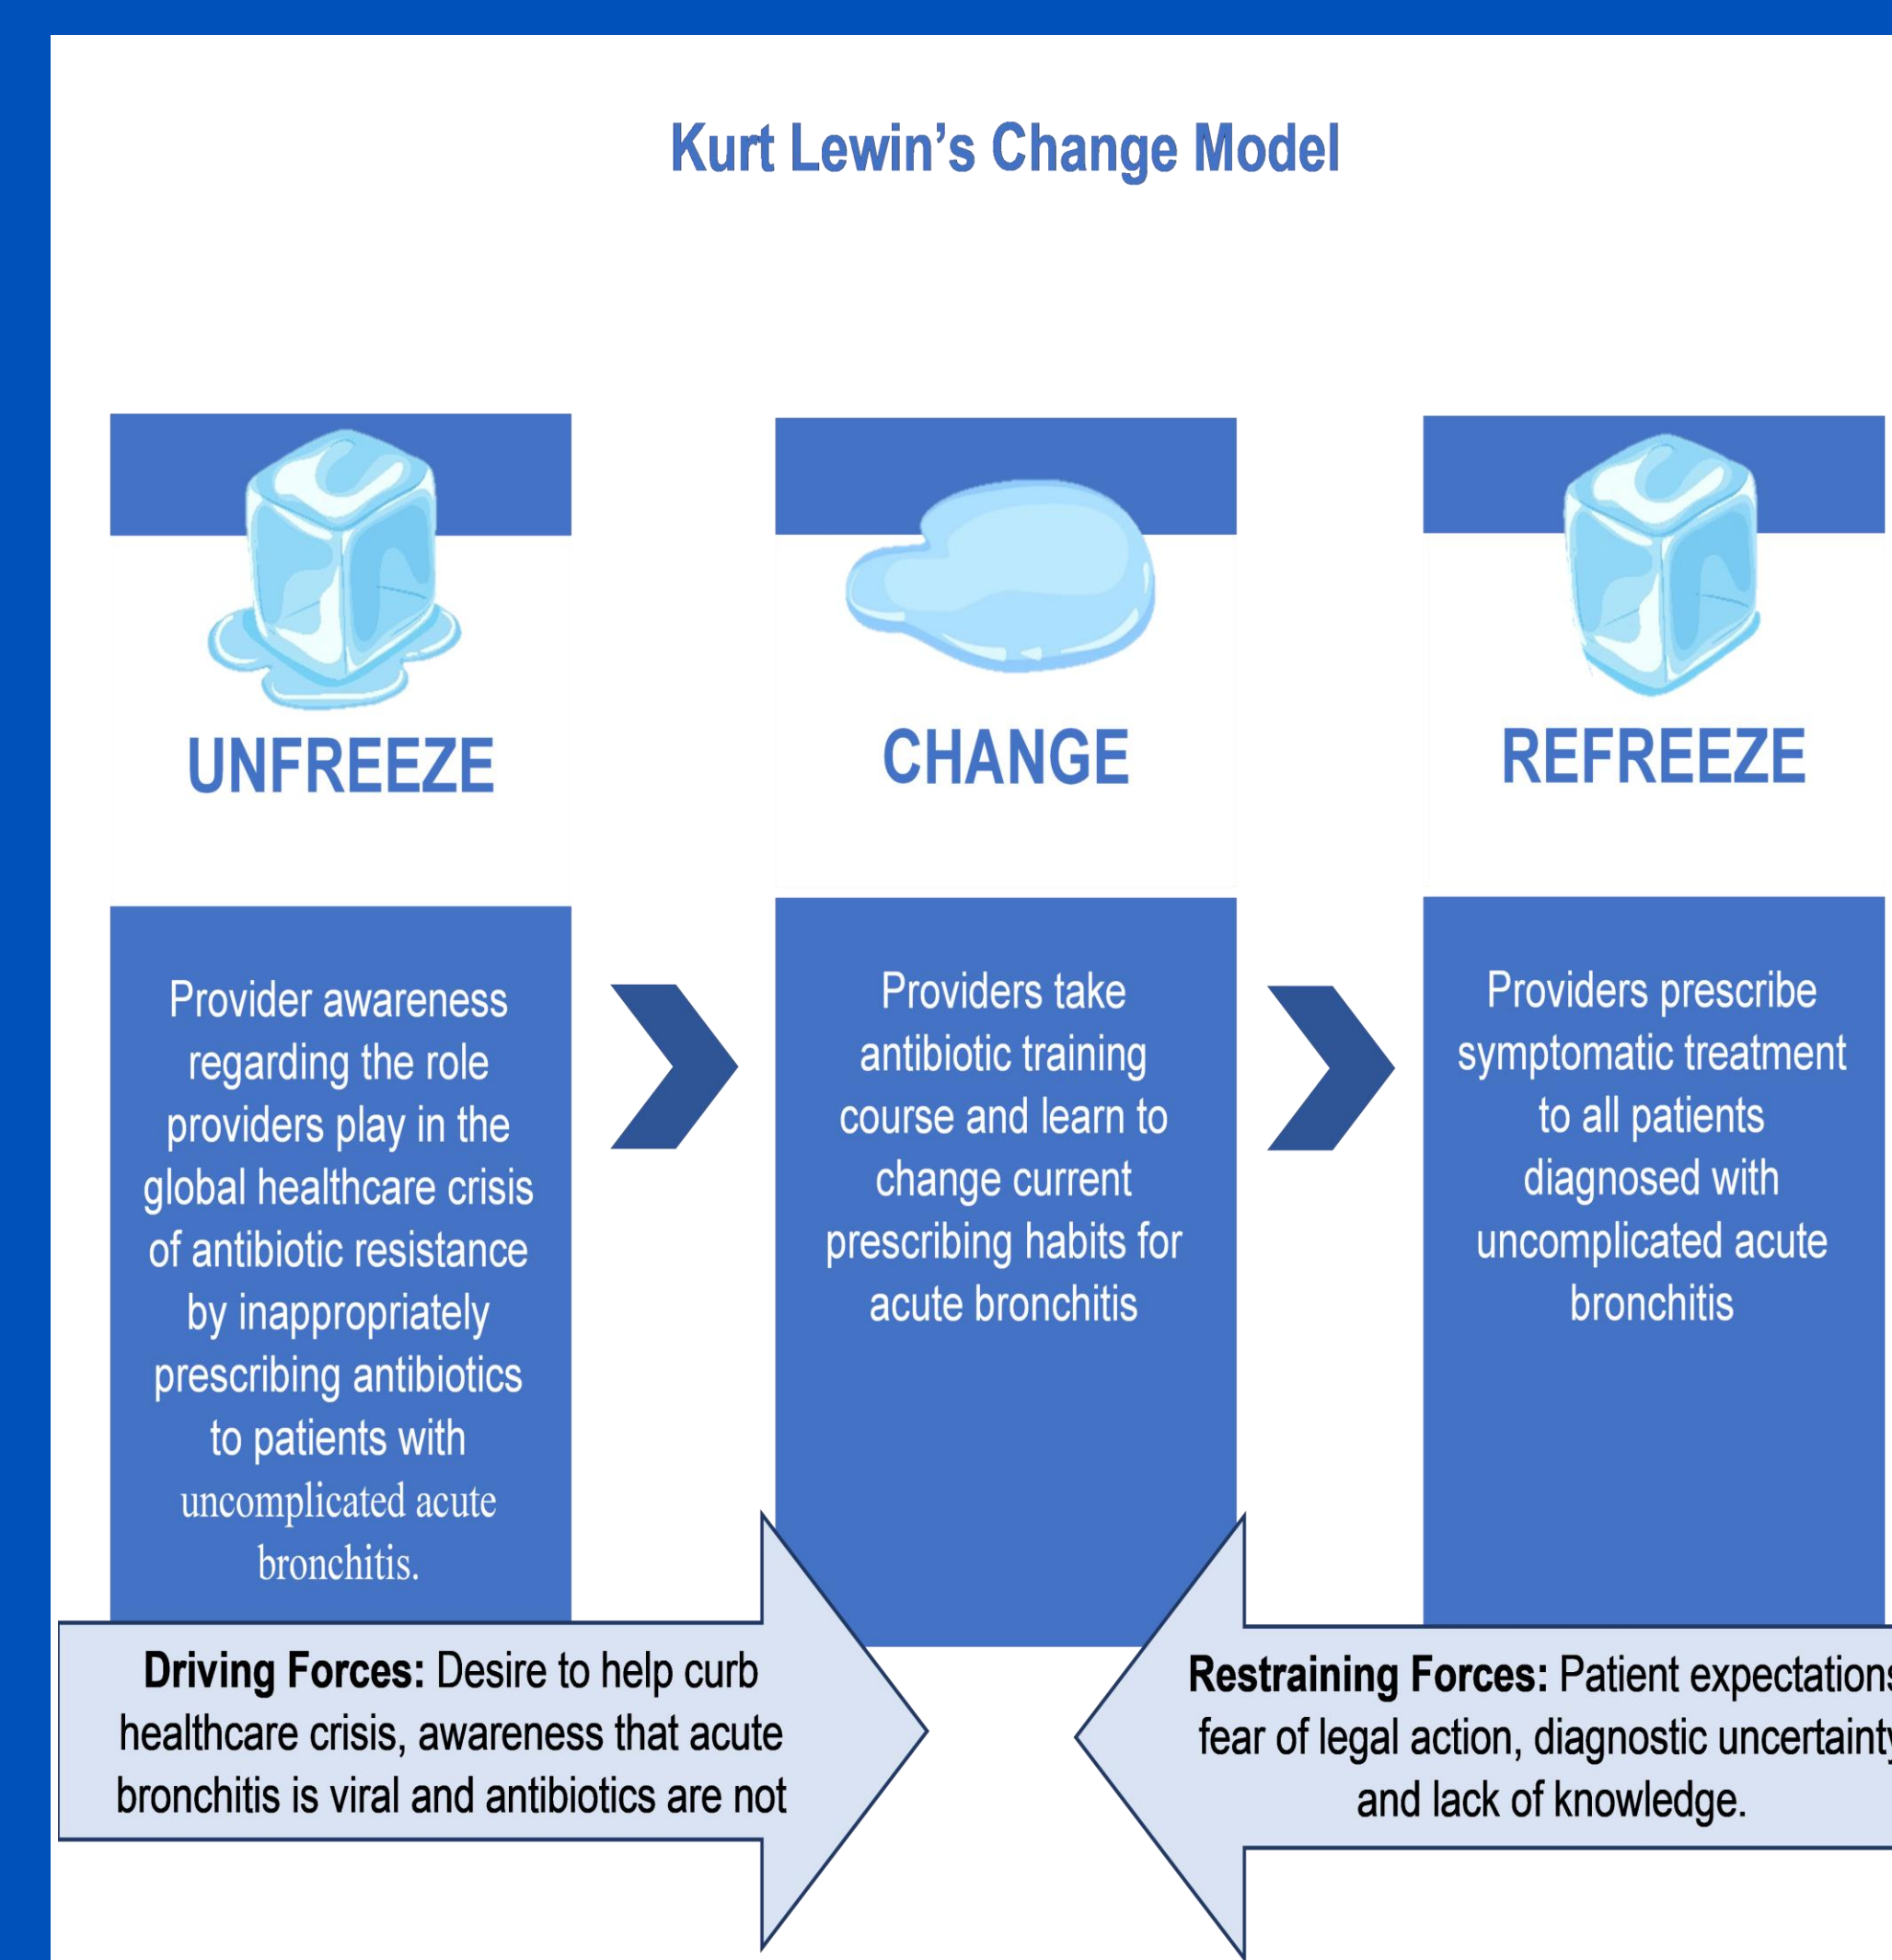 Kurt Lewin's Change Model
UNFREEZE
Provider awareness
regarding the role
providers play in the
global healthcare crisis
of antibiotic resistance
by inappropriately
prescribing antibiotics
to patients with
uncomplicated acute
bronchitis.
CHANGE
Providers take
antibiotic training
course and learn to
change current
prescribing habits for
acute bronchitis
REFREEZE
Providers prescribe
symptomatic treatment
to all patients
diagnosed with
uncomplicated acute
bronchitis
Driving Forces: Desire to help curb
healthcare crisis, awareness that acute
bronchitis is viral and antibiotics are not
Restraining Forces: Patient expectations
fear of legal action, diagnostic uncertainty
and lack of knowledge.